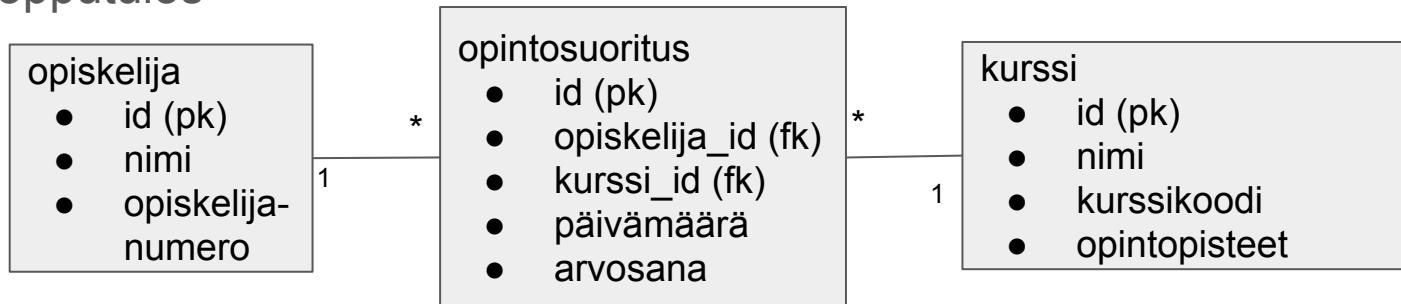 opiskelija
● id (pk)
● nimi
● opiskelija-
numero
1
*
opintosuoritus
● id (pk)
● opiskelija_id (fk)
● kurssi_id (fk)
● päivämäärä
● arvosana
*
1
kurssi
● id (pk)
● nimi
● kurssikoodi
● opintopisteet